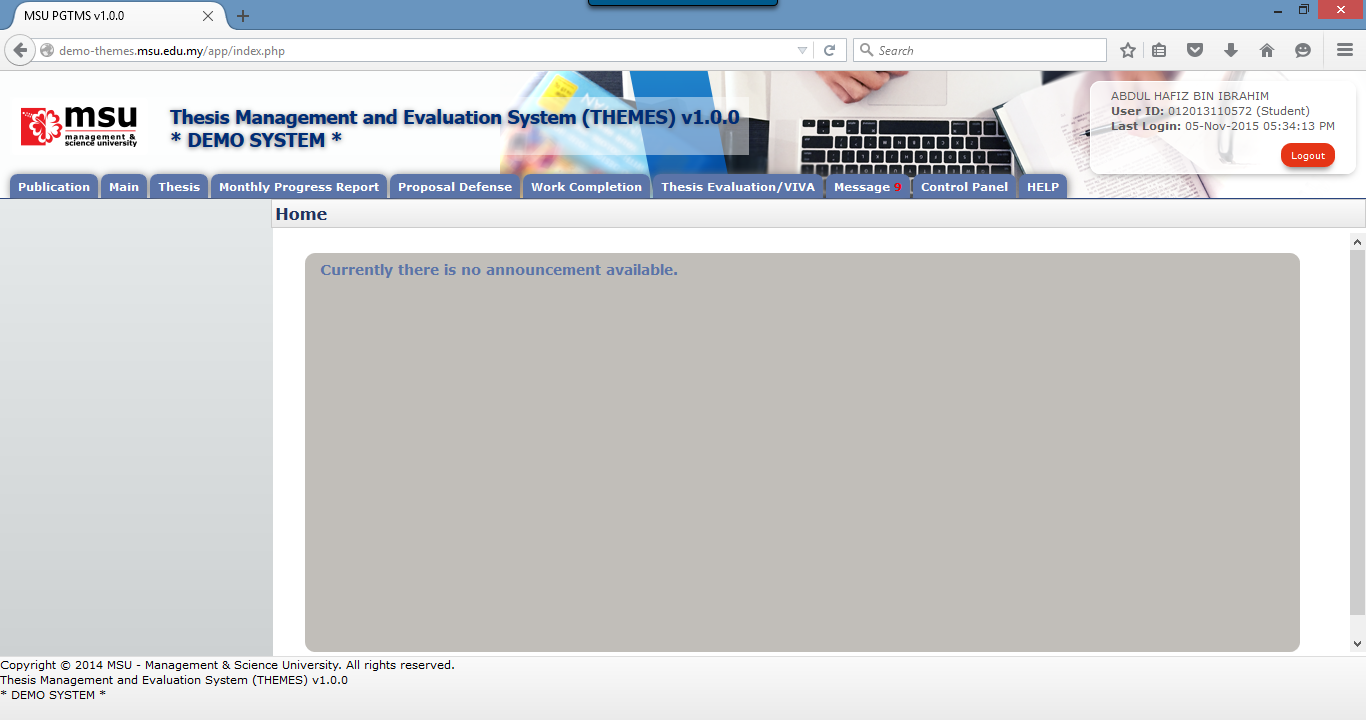 MSU PGTMS v1.0.0
demo-themes.msu.edu.my/app/index.php
Search
msu
management &
science university
Thesis Management and Evaluation System (THEMES) v1.0.0
* DEMO SYSTEM *
ABDUL HAFIZ BIN IBRAHIM
User ID: 012013110572 (Student)
Last Login: 05-Nov-2015 05:34:13 PM
Logout
Publication Main Thesis Monthly Progress Report Proposal Defense Work Completion Thesis Evaluation/VIVA Message 9 Control Panel HELP
Home
Currently there is no announcement available.
Copyright © 2014 MSU - Management & Science University. All rights reserved.
Thesis Management and Evaluation System (THEMES) v1.0.0
* DEMO SYSTEM *